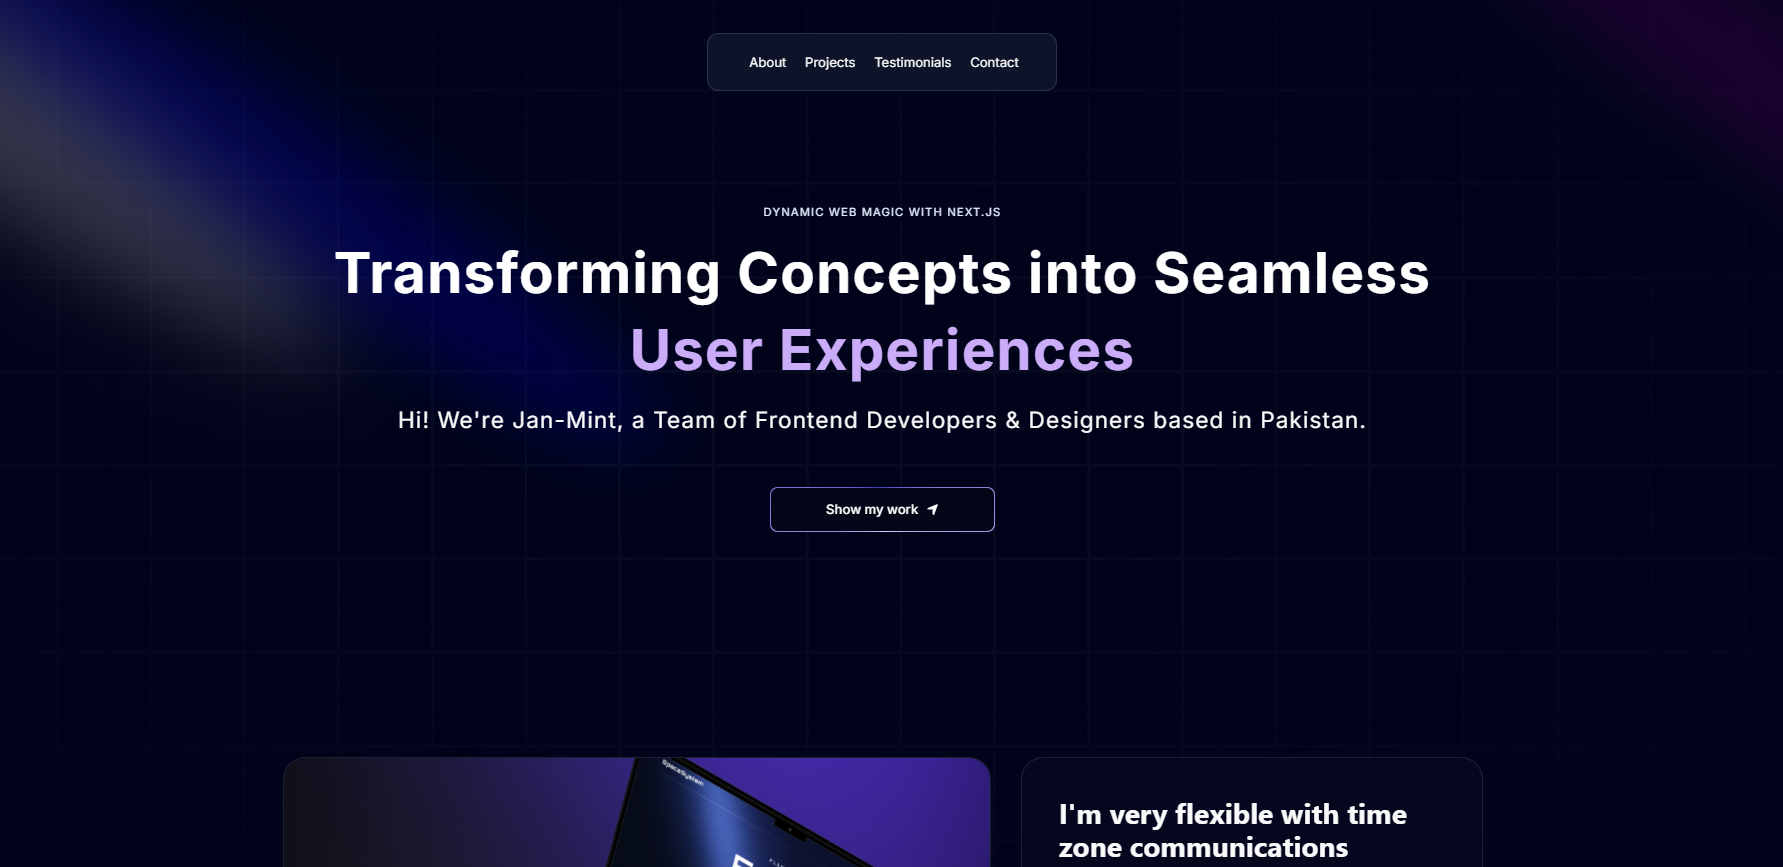 About Projects Testimonials Contact
DYNAMIC WEB MAGIC WITH NEXT.JS
Transforming Concepts into Seamless
User Experiences
Hi! We're Jan-Mint, a Team of Frontend Developers & Designers based in Pakistan.
Show my work
SpaceSystem
I'm very flexible with time
zone communications